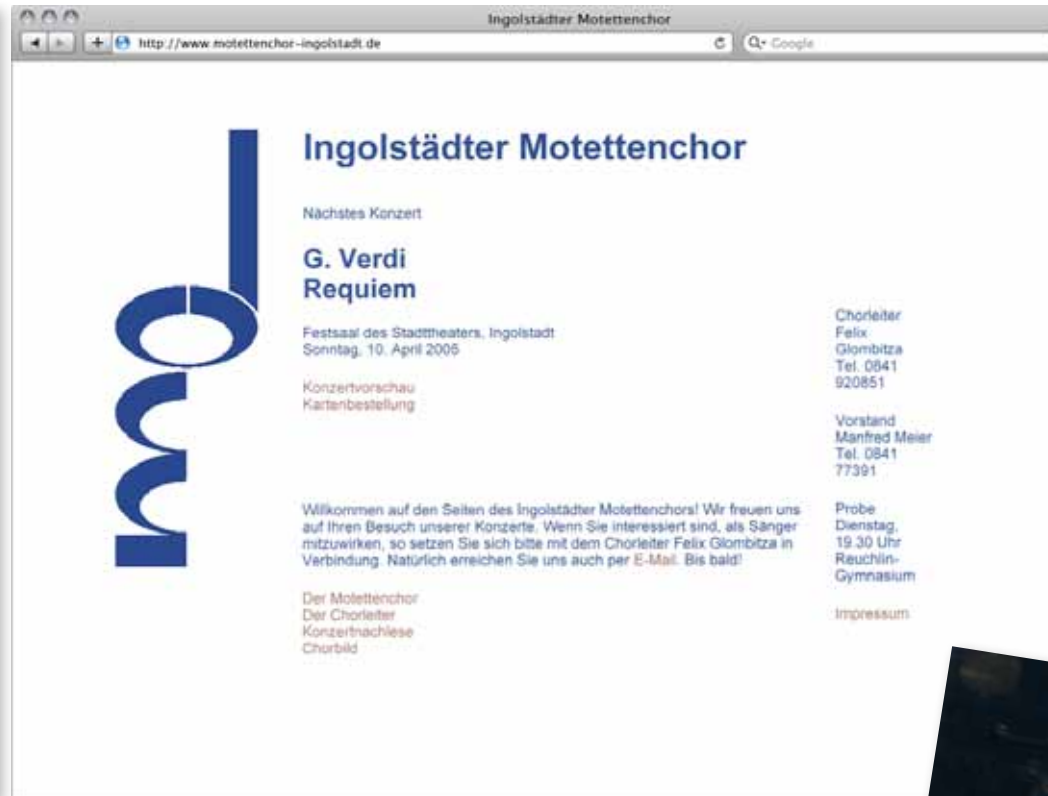 Ingolstädter Motettenchor
http://www.motettenchor-ingolstadt.de
Google
Ingolstädter Motettenchor
Nächstes Konzert
G. Verdi
Requiem
Festsaal des Stadttheaters, Ingolstadt
Sonntag, 10. April 2005
Konzertvorschau
Kartenbestellung
Willkommen auf den Seiten des Ingolstädter Motettenchors! Wir freuen uns
auf Ihren Besuch unserer Konzerte. Wenn Sie interessiert sind, als Sänger
mitzuwirken, so setzen Sie sich bitte mit dem Chorleiter Felix Glombitza in
Verbindung. Natürlich erreichen Sie uns auch per E-Mail. Bis bald!
Der Motettenchor
Der Chorleiter
Konzertnachlese
Chorbild
Chorleiter
Felix
Glombitza
Tel. 0841
920851
Vorstand
Manfred Meier
Tel. 0841
77391
Probe
Dienstag,
19.30 Uhr
Reuchlin-
Gymnasium
Impressum